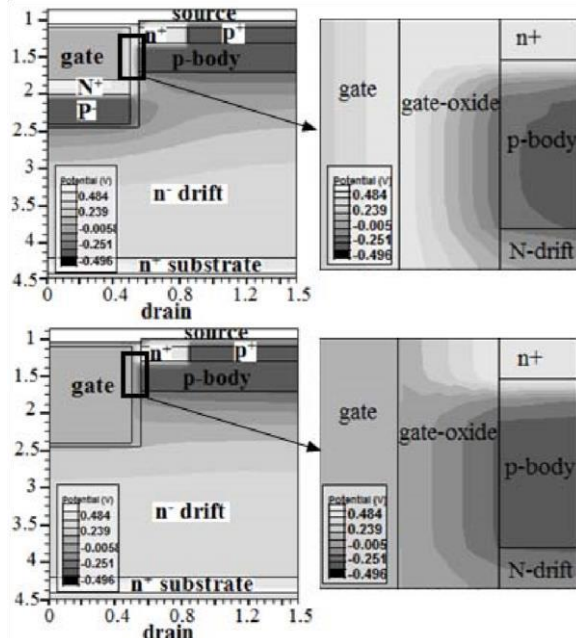 source
n⁺ p⁺
gate
p-body
N⁺
P
n⁻ drift
n⁺ substrate
drain
1
1.5
2
2.5
3
3.5
4
4.5
0 0.4 0.8 1.2 1.5
Potential (V)
0.484
0.239
-0.0058
-0.251
-0.496
n+
gate
gate-oxide
p-body
N-drift
Potential (V)
0.484
0.239
-0.005
-0.251
-0.496
source
n⁺ p⁺
gate
p-body
n⁻ drift
n⁺ substrate
drain
1
1.5
2
2.5
3
3.5
4
4.5
0 0.4 0.8 1.2 1.5
Potential (V)
0.484
0.239
-0.0058
-0.251
-0.496
n+
gate
gate-oxide
p-body
N-drift
Potential (V)
0.484
0.239
-0.005
-0.251
-0.496